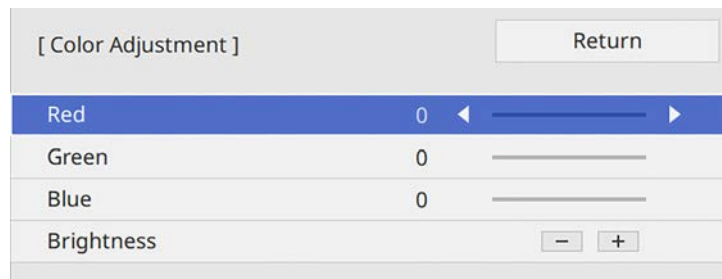 [ Color Adjustment ]
Return
Red 0
Green 0
Blue 0
Brightness − +